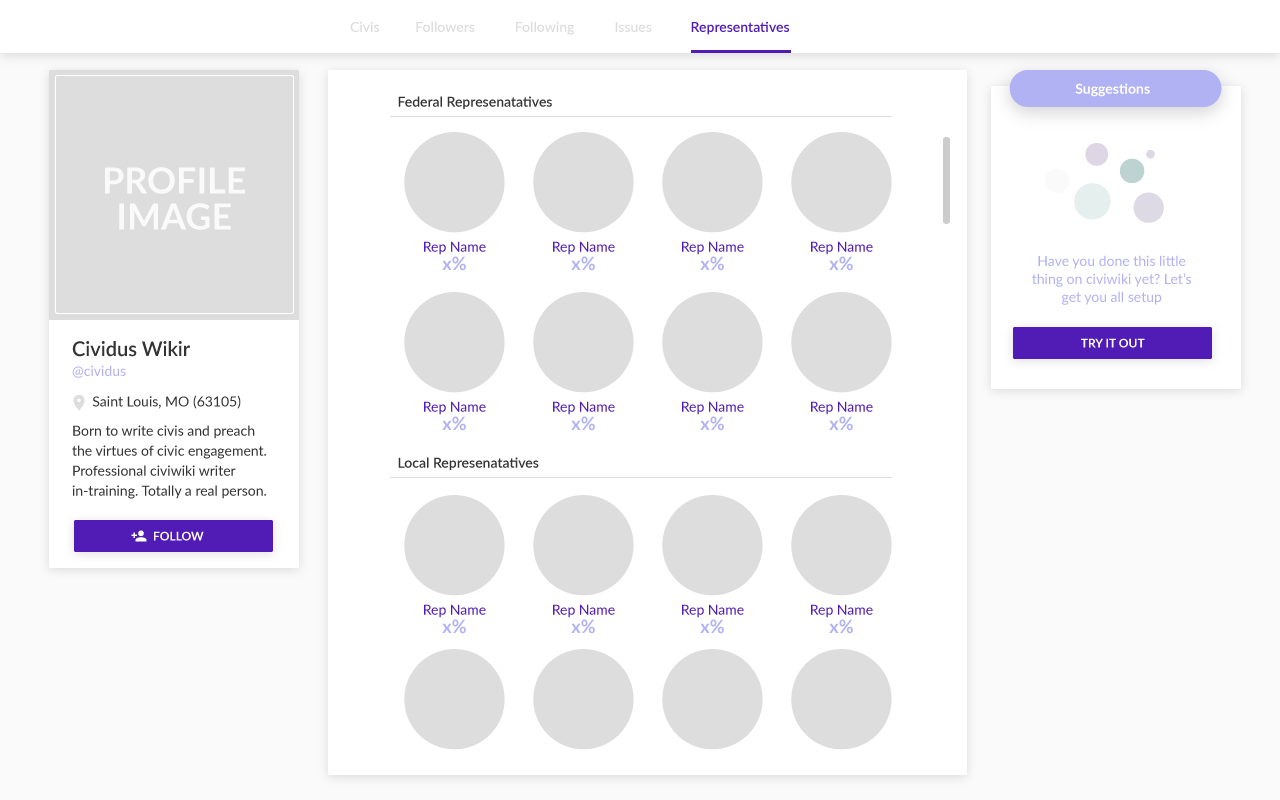 Civis Followers Following Issues Representatives
PROFILE
IMAGE
Cividus Wikir
@cividus
Saint Louis, MO (63105)
Born to write civis and preach
the virtues of civic engagement.
Professional civiwiki writer
in-training. Totally a real person.
FOLLOW
Federal Represenatatives
Rep Name Rep Name Rep Name Rep Name
x% x% x% x%
Rep Name Rep Name Rep Name Rep Name
x% x% x% x%
Local Represenatatives
Rep Name Rep Name Rep Name Rep Name
x% x% x% x%
Suggestions
Have you done this little
thing on civiwiki yet? Let's
get you all setup
TRY IT OUT